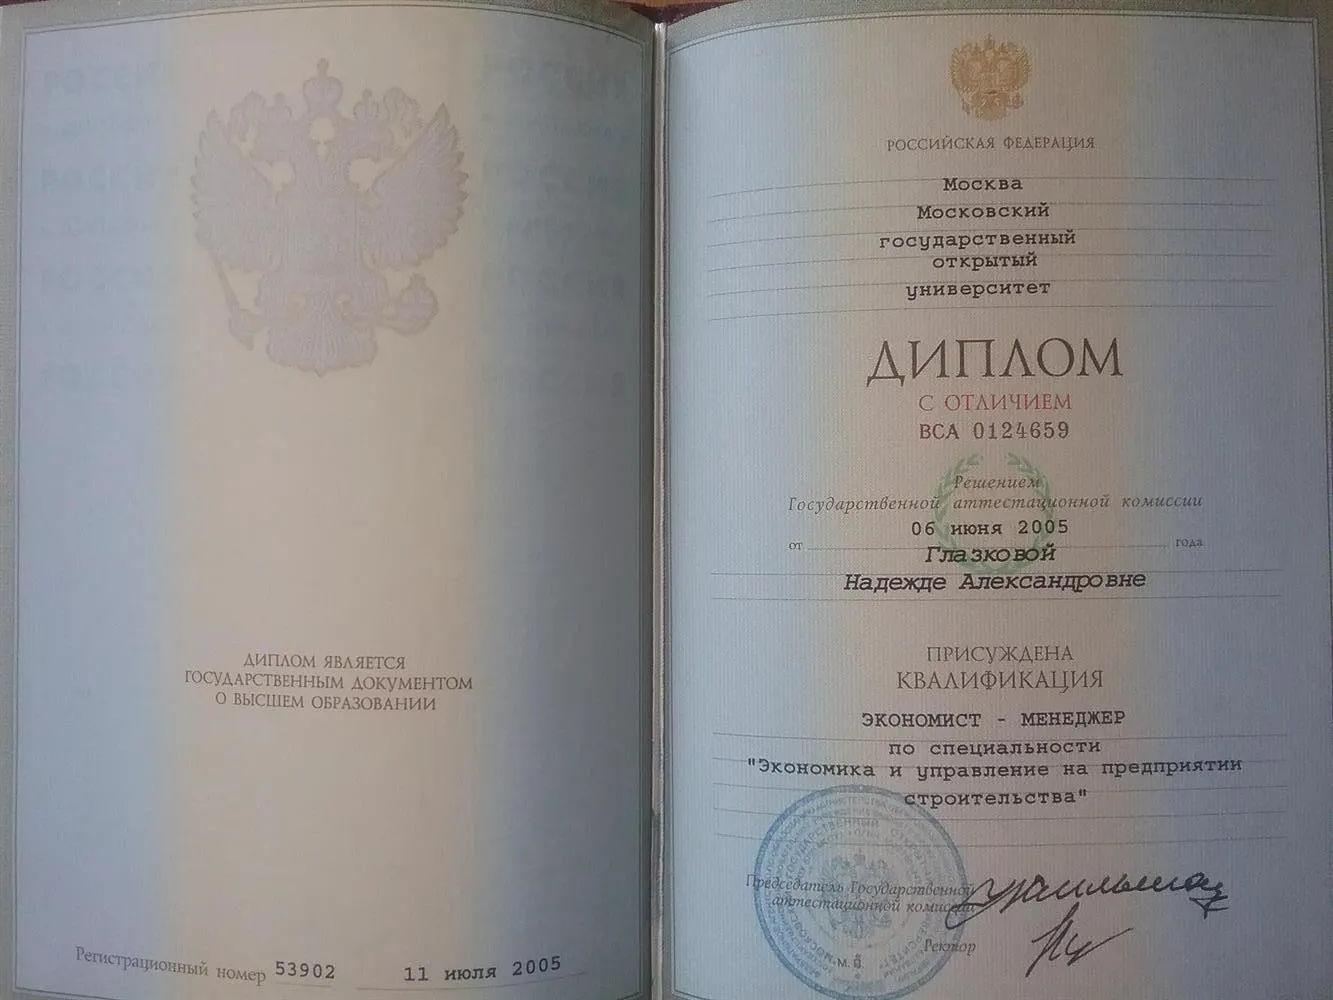 ДИПЛОМ ЯВЛЯЕТСЯ
ГОСУДАРСТВЕННЫМ ДОКУМЕНТОМ
О ВЫСШЕМ ОБРАЗОВАНИИ
Регистрационный номер 53902 11 июля 2005
РОССИЙСКАЯ ФЕДЕРАЦИЯ
Москва
Московский
государственный
открытый
университет
ДИПЛОМ
С ОТЛИЧИЕМ
ВСА 0124659
Решением
Государственной аттестационной комиссии
06 июня 2005
от года
Глазковой
Надежде Александровне
ПРИСУЖДЕНА
КВАЛИФИКАЦИЯ
ЭКОНОМИСТ - МЕНЕДЖЕР
по специальности
"Экономика и управление на предприятии
строительства"
Председатель Государственной
аттестационной комиссии
Ректор
М.П.